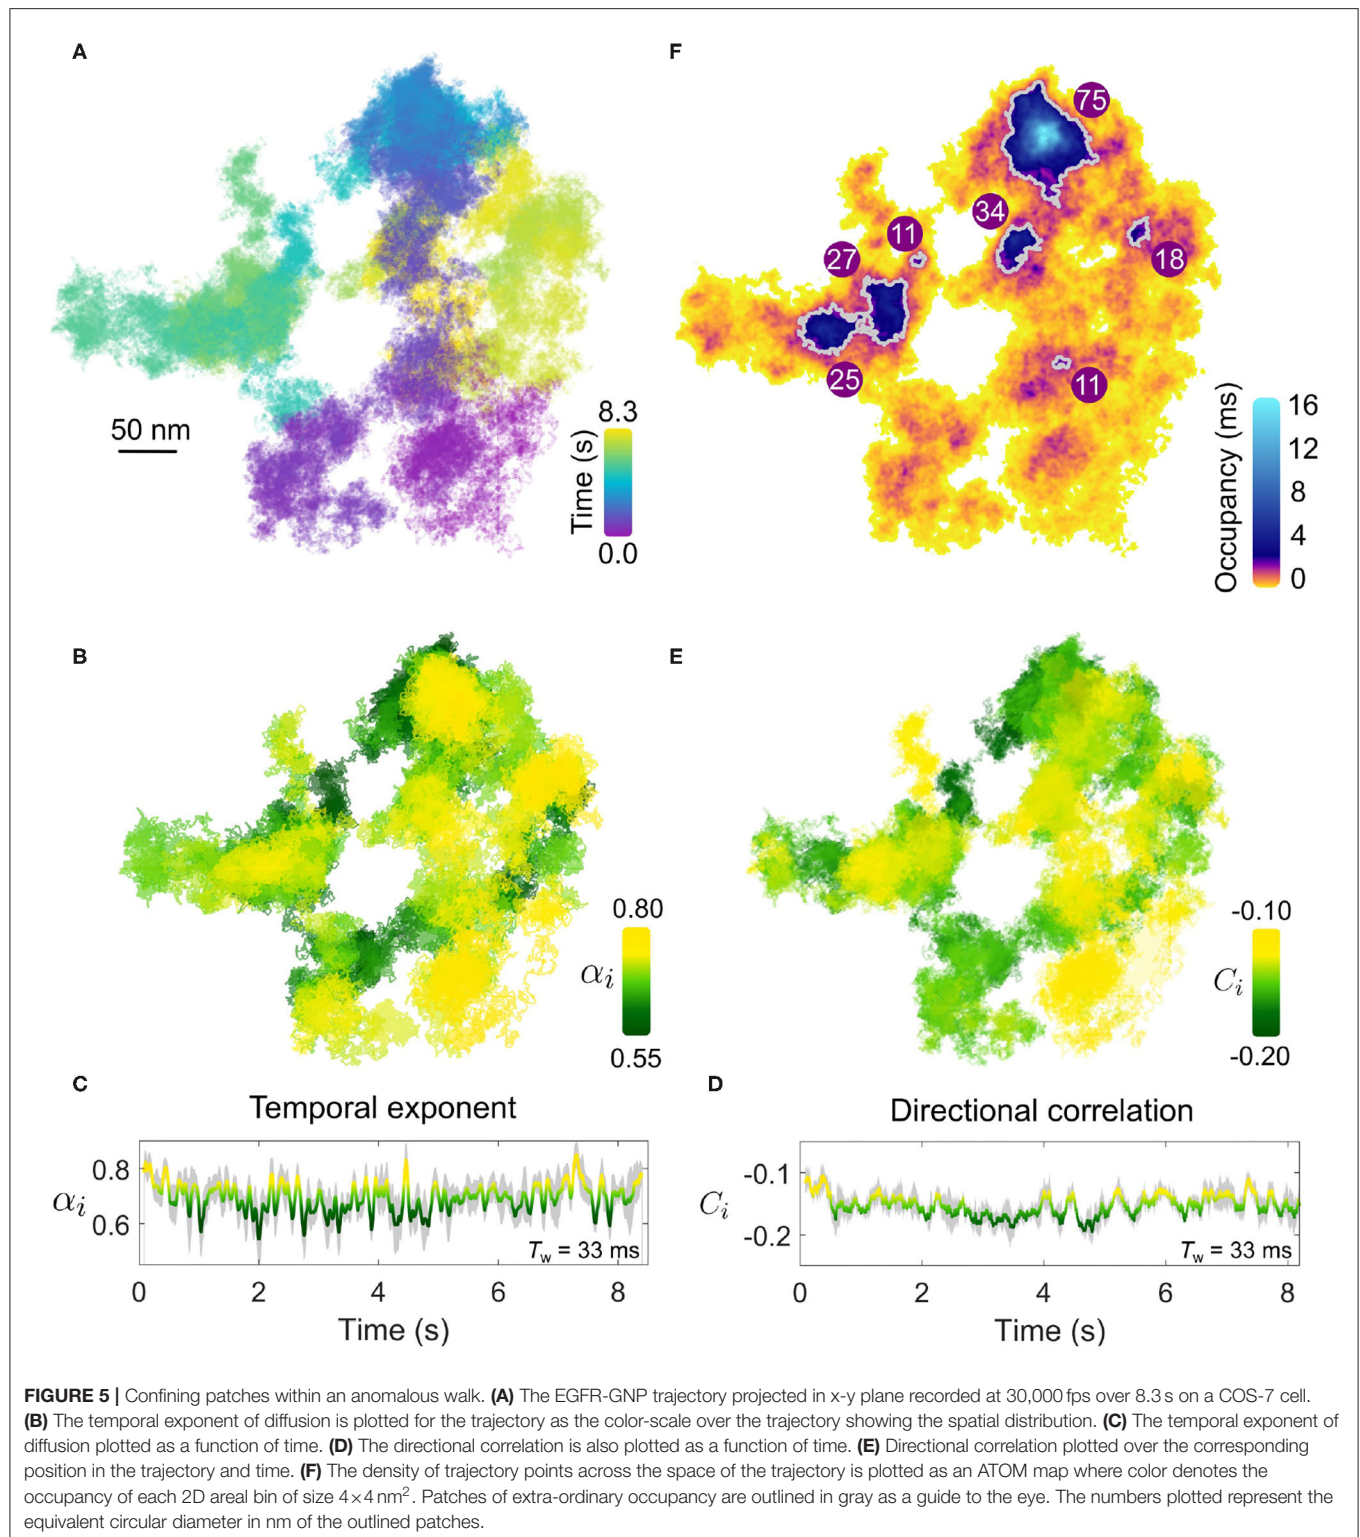 A
F
75
34
11
27
18
25
11
50 nm
8.3
Time (s)
0.0
Occupancy (ms)
16
12
8
4
0
B
E
0.80
αi
0.55
-0.10
Ci
-0.20
C
D
Temporal exponent
0.8
αi
0.6
Tw = 33 ms
0 2 4 6 8
Time (s)
Directional correlation
-0.1
Ci
-0.2
Tw = 33 ms
0 2 4 6 8
Time (s)
FIGURE 5 | Confining patches within an anomalous walk. (A) The EGFR-GNP trajectory projected in x-y plane recorded at 30,000 fps over 8.3 s on a COS-7 cell.
(B) The temporal exponent of diffusion is plotted for the trajectory as the color-scale over the trajectory showing the spatial distribution. (C) The temporal exponent of
diffusion plotted as a function of time. (D) The directional correlation is also plotted as a function of time. (E) Directional correlation plotted over the corresponding
position in the trajectory and time. (F) The density of trajectory points across the space of the trajectory is plotted as an ATOM map where color denotes the
occupancy of each 2D areal bin of size 4×4 nm². Patches of extra-ordinary occupancy are outlined in gray as a guide to the eye. The numbers plotted represent the
equivalent circular diameter in nm of the outlined patches.